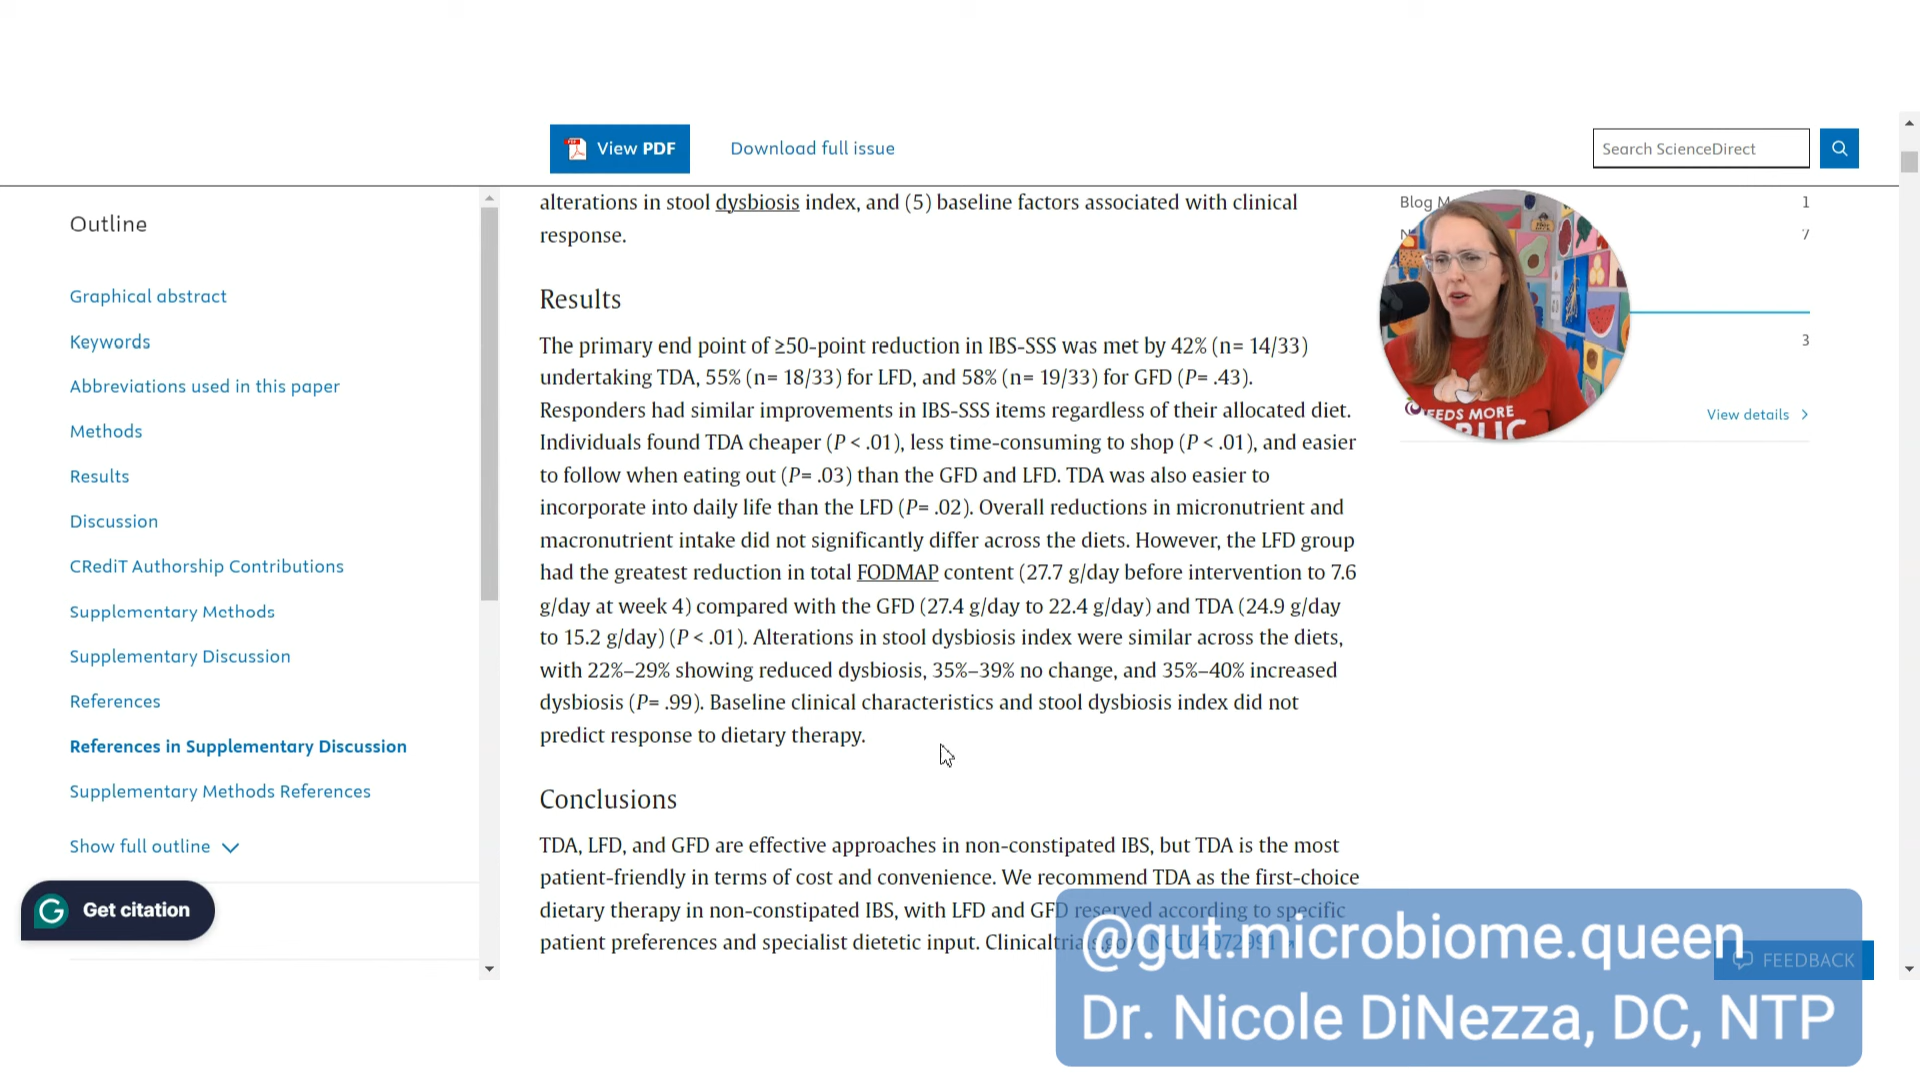 View PDF
Download full issue
Search ScienceDirect
Outline
Graphical abstract
Keywords
Abbreviations used in this paper
Methods
Results
Discussion
CRediT Authorship Contributions
Supplementary Methods
Supplementary Discussion
References
References in Supplementary Discussion
Supplementary Methods References
Show full outline
Get citation
alterations in stool dysbiosis index, and (5) baseline factors associated with clinical
response.
Results
The primary end point of ≥50-point reduction in IBS-SSS was met by 42% (n= 14/33)
undertaking TDA, 55% (n= 18/33) for LFD, and 58% (n= 19/33) for GFD (P= .43).
Responders had similar improvements in IBS-SSS items regardless of their allocated diet.
Individuals found TDA cheaper (P < .01), less time-consuming to shop (P < .01), and easier
to follow when eating out (P= .03) than the GFD and LFD. TDA was also easier to
incorporate into daily life than the LFD (P= .02). Overall reductions in micronutrient and
macronutrient intake did not significantly differ across the diets. However, the LFD group
had the greatest reduction in total FODMAP content (27.7 g/day before intervention to 7.6
g/day at week 4) compared with the GFD (27.4 g/day to 22.4 g/day) and TDA (24.9 g/day
to 15.2 g/day) (P < .01). Alterations in stool dysbiosis index were similar across the diets,
with 22%–29% showing reduced dysbiosis, 35%–39% no change, and 35%–40% increased
dysbiosis (P= .99). Baseline clinical characteristics and stool dysbiosis index did not
predict response to dietary therapy.
Conclusions
TDA, LFD, and GFD are effective approaches in non-constipated IBS, but TDA is the most
patient-friendly in terms of cost and convenience. We recommend TDA as the first-choice
dietary therapy in non-constipated IBS, with LFD and GFD reserved according to specific
patient preferences and specialist dietetic input. Clinicaltrials.gov
Blog 1
7
3
View details
EEDS MORE
@gut.microbiome.queen
FEEDBACK
Dr. Nicole DiNezza, DC, NTP